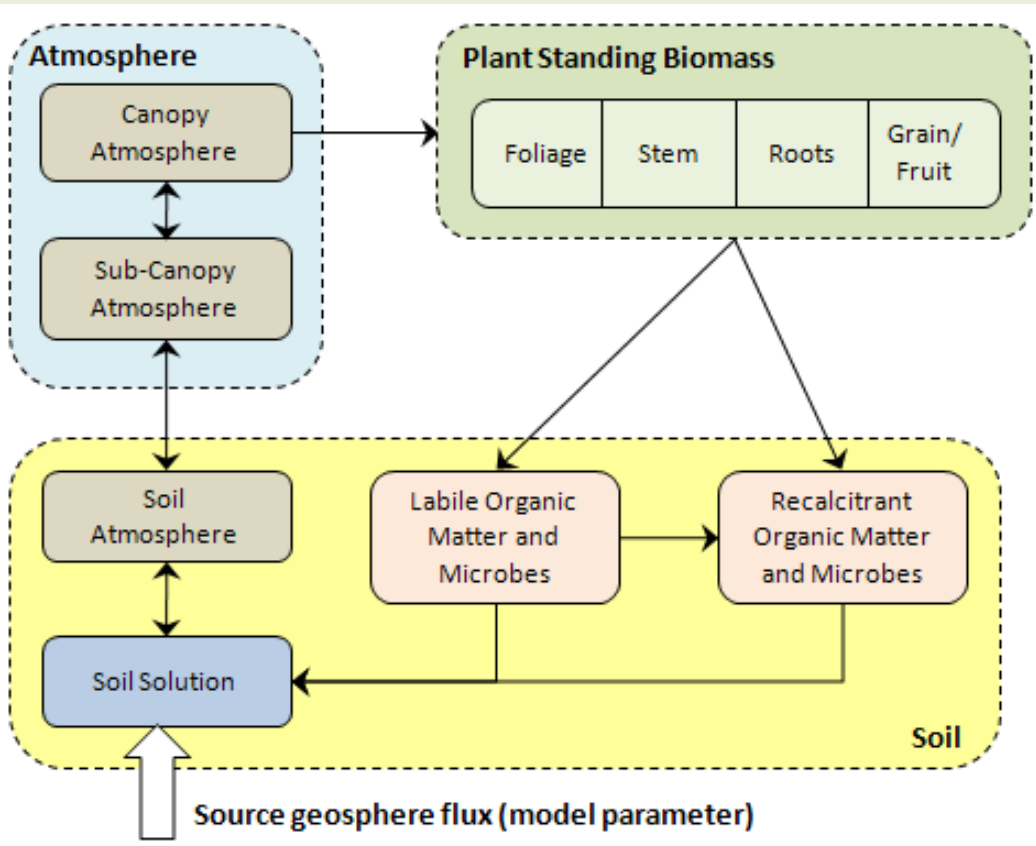 Atmosphere
Canopy
Atmosphere
Sub-Canopy
Atmosphere
Plant Standing Biomass
Foliage
Stem
Roots
Grain/
Fruit
Soil
Atmosphere
Labile Organic
Matter and
Microbes
Recalcitrant
Organic Matter
and Microbes
Soil Solution
Soil
Source geosphere flux (model parameter)